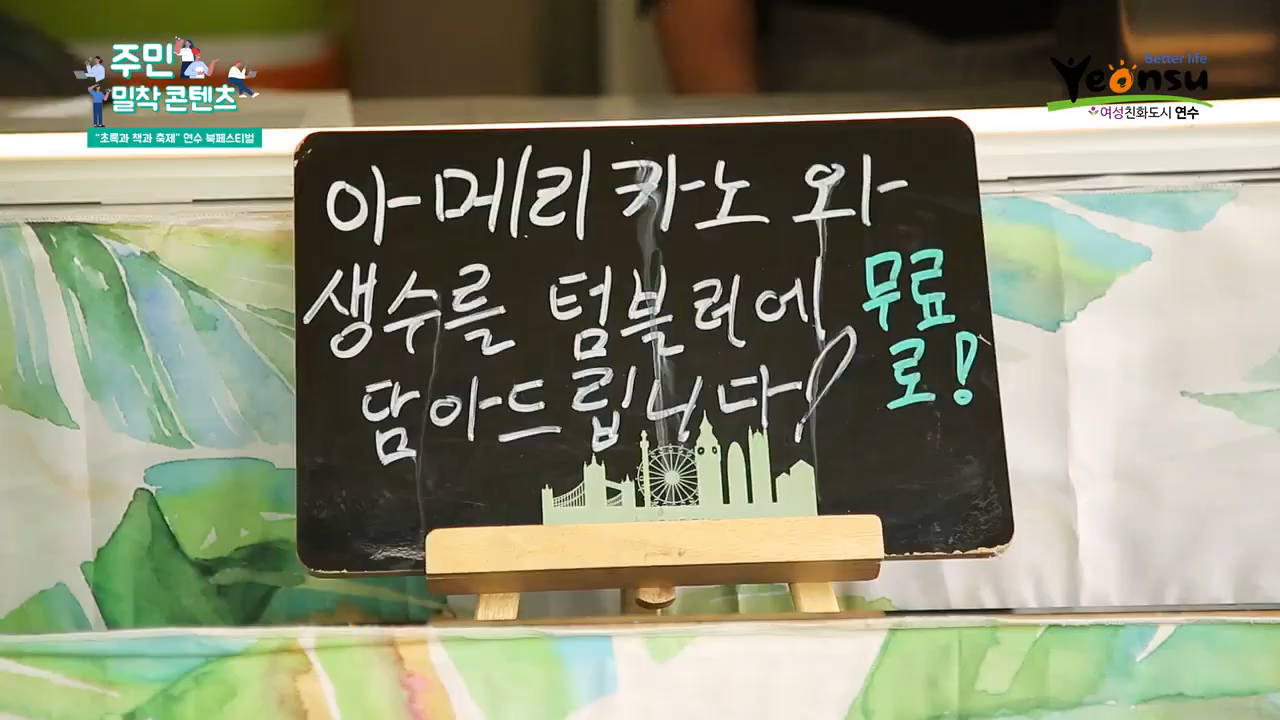 주민
밀착 콘텐츠
"초록과 책과 축제" 연수 북페스티벌
Better life
Yeonsu
여성친화도시 연수
아메리카노 와
생수를 텀블러에 무료
담아드립니다! 로!